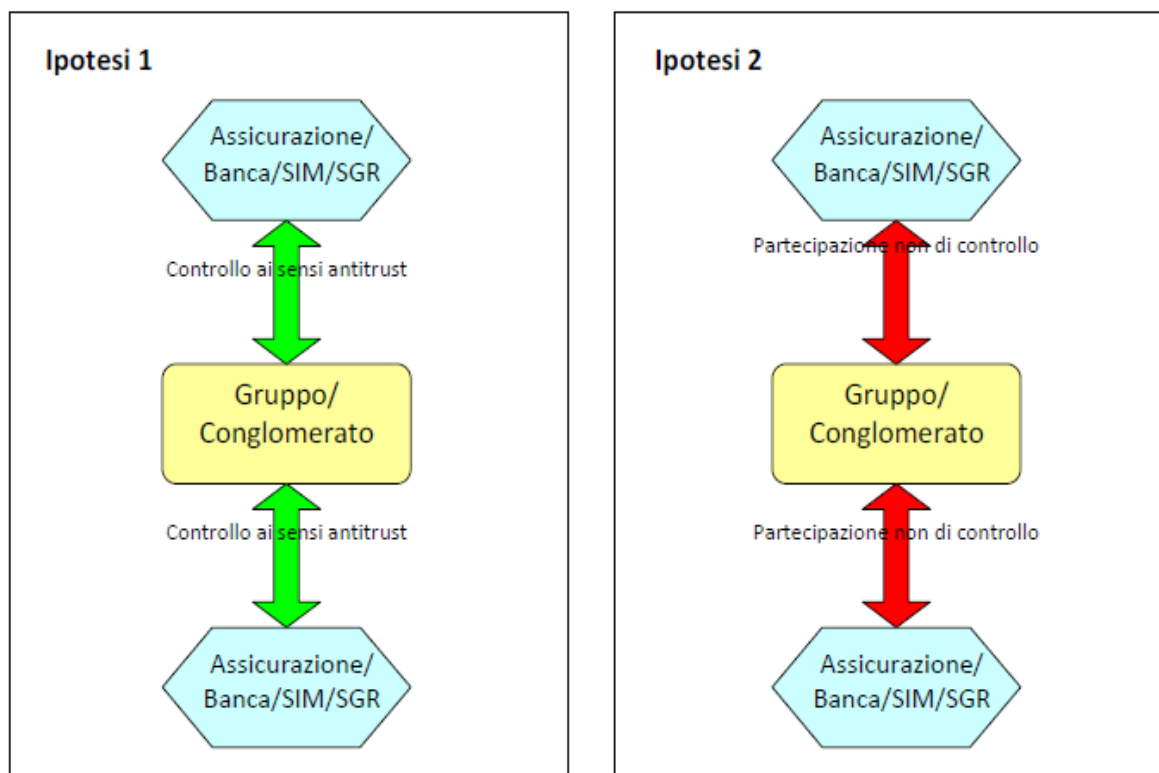 Ipotesi 1
Assicurazione/
Banca/SIM/SGR
Controllo ai sensi antitrust
Gruppo/
Conglomerato
Controllo ai sensi antitrust
Assicurazione/
Banca/SIM/SGR
Ipotesi 2
Assicurazione/
Banca/SIM/SGR
Partecipazione non di controllo
Gruppo/
Conglomerato
Partecipazione non di controllo
Assicurazione/
Banca/SIM/SGR